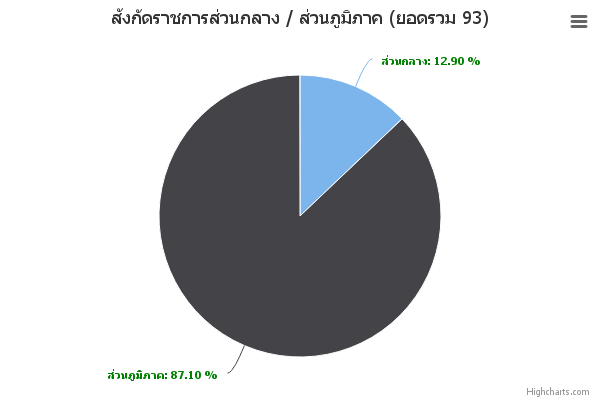 สังกัดราชการส่วนกลาง / ส่วนภูมิภาค (ยอดรวม 93)
ส่วนกลาง: 12.90 %
ส่วนภูมิภาค: 87.10 %
Highcharts.com